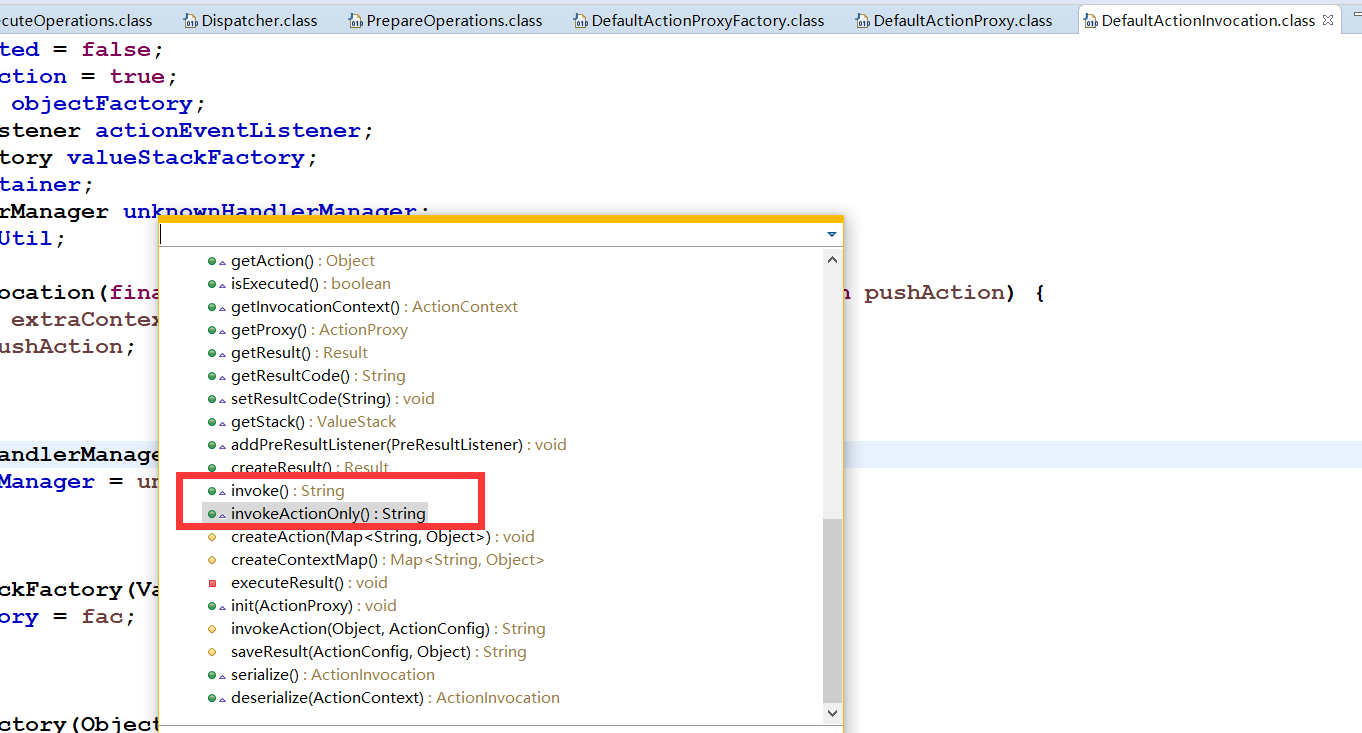 cuteOperations.class Dispatcher.class PrepareOperations.class DefaultActionProxyFactory.class DefaultActionProxy.class DefaultActionInvocation.class
ted = false;
ction = true;
objectFactory;
stener actionEventListener;
tory valueStackFactory;
tainer;
rManager unknownHandlerManager;
Util;
ocation(fina n pushAction) {
extraContex
ushAction;
andlerManage
Manager = un
ckFactory(Va
ory = fac;
ctory(Object
getAction() : Object
isExecuted() : boolean
getInvocationContext() : ActionContext
getProxy() : ActionProxy
getResult() : Result
getResultCode() : String
setResultCode(String) : void
getStack() : ValueStack
addPreResultListener(PreResultListener) : void
createResult() : Result
invoke() : String
invokeActionOnly() : String
createAction(Map<String, Object>) : void
createContextMap() : Map<String, Object>
executeResult() : void
init(ActionProxy) : void
invokeAction(Object, ActionConfig) : String
saveResult(ActionConfig, Object) : String
serialize() : ActionInvocation
deserialize(ActionContext) : ActionInvocation